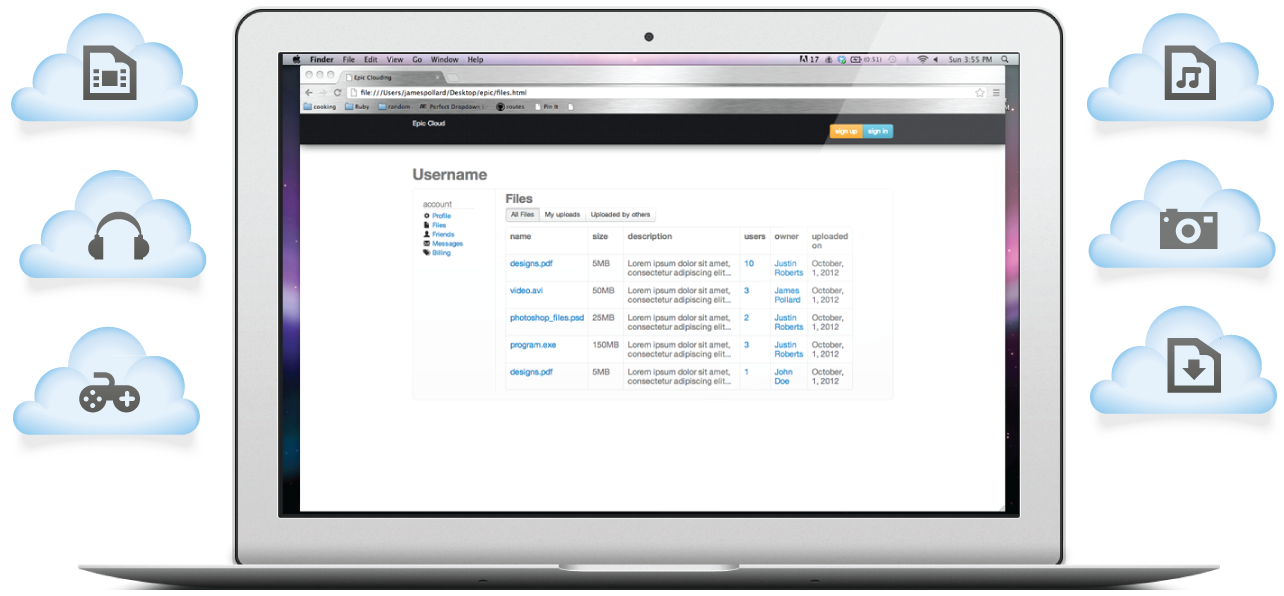 Finder File Edit View Go Window Help 17 (0:51) Sun 3:55 PM
Epic Clouding
file:///Users/jamespollard/Desktop/epic/files.html
cooking Ruby random Perfect Dropdown routes Pin It
Epic Cloud
sign up sign in
Username
account
Profile
Files
Friends
Messages
Billing
Files
All Files My uploads Uploaded by others
name size description users owner uploaded
on
designs.pdf 5MB Lorem ipsum dolor sit amet, 10 Justin October,
consectetur adipiscing elit... Roberts 1, 2012
video.avi 50MB Lorem ipsum dolor sit amet, 3 James October,
consectetur adipiscing elit... Pollard 1, 2012
photoshop_files.psd 25MB Lorem ipsum dolor sit amet, 2 Justin October,
consectetur adipiscing elit... Roberts 1, 2012
program.exe 150MB Lorem ipsum dolor sit amet, 3 Justin October,
consectetur adipiscing elit... Roberts 1, 2012
designs.pdf 5MB Lorem ipsum dolor sit amet, 1 John October,
consectetur adipiscing elit... Doe 1, 2012